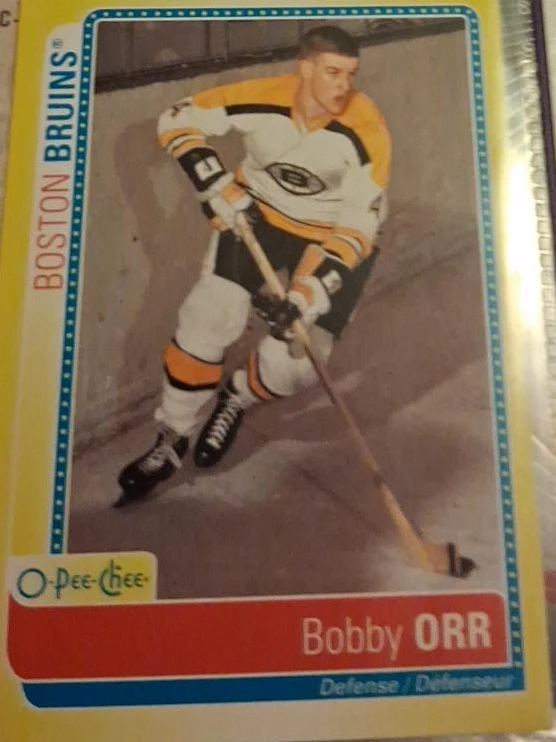 BOSTON BRUINS®
O-Pee-Chee
Bobby ORR
Defense / Défenseur